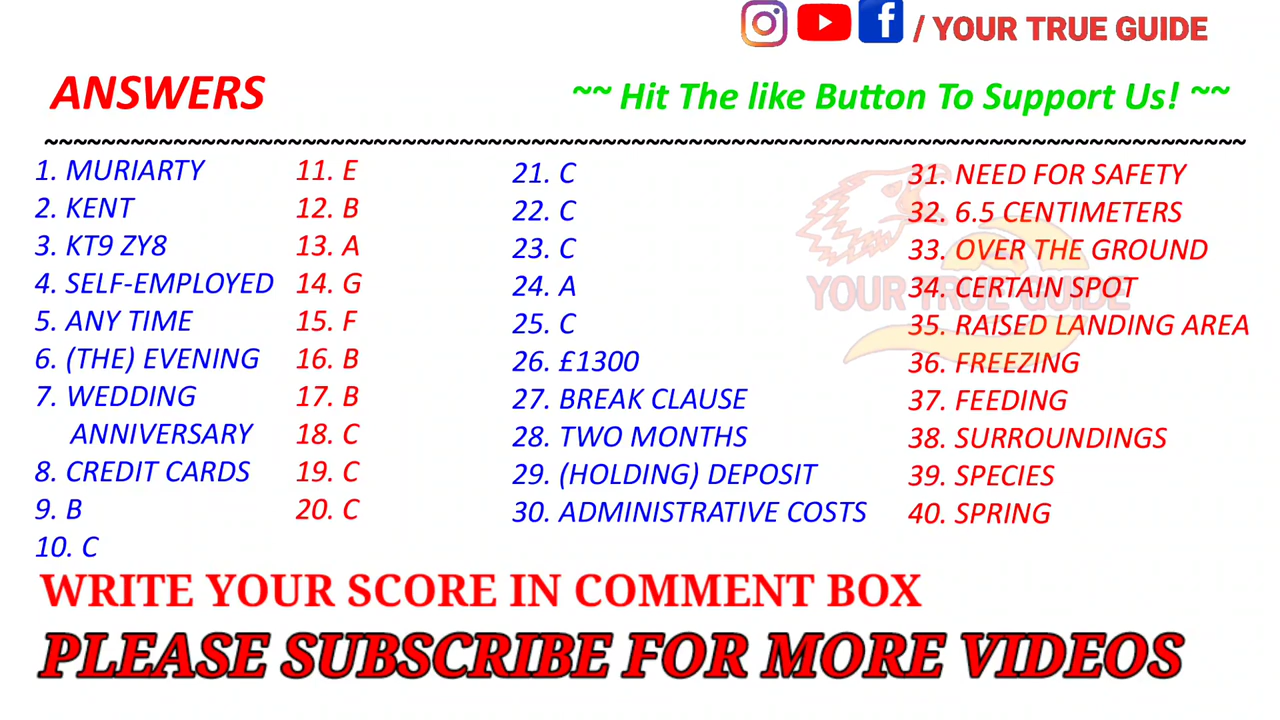 / YOUR TRUE GUIDE
ANSWERS
~~ Hit The like Button To Support Us! ~~
1. MURIARTY
2. KENT
3. KT9 ZY8
4. SELF-EMPLOYED
5. ANY TIME
6. (THE) EVENING
7. WEDDING
ANNIVERSARY
8. CREDIT CARDS
9. B
10. C
11. E
12. B
13. A
14. G
15. F
16. B
17. B
18. C
19. C
20. C
21. C
22. C
23. C
24. A
25. C
26. £1300
27. BREAK CLAUSE
28. TWO MONTHS
29. (HOLDING) DEPOSIT
30. ADMINISTRATIVE COSTS
31. NEED FOR SAFETY
32. 6.5 CENTIMETERS
33. OVER THE GROUND
34. CERTAIN SPOT
35. RAISED LANDING AREA
36. FREEZING
37. FEEDING
38. SURROUNDINGS
39. SPECIES
40. SPRING
YOUR TRUE GUIDE
WRITE YOUR SCORE IN COMMENT BOX
PLEASE SUBSCRIBE FOR MORE VIDEOS